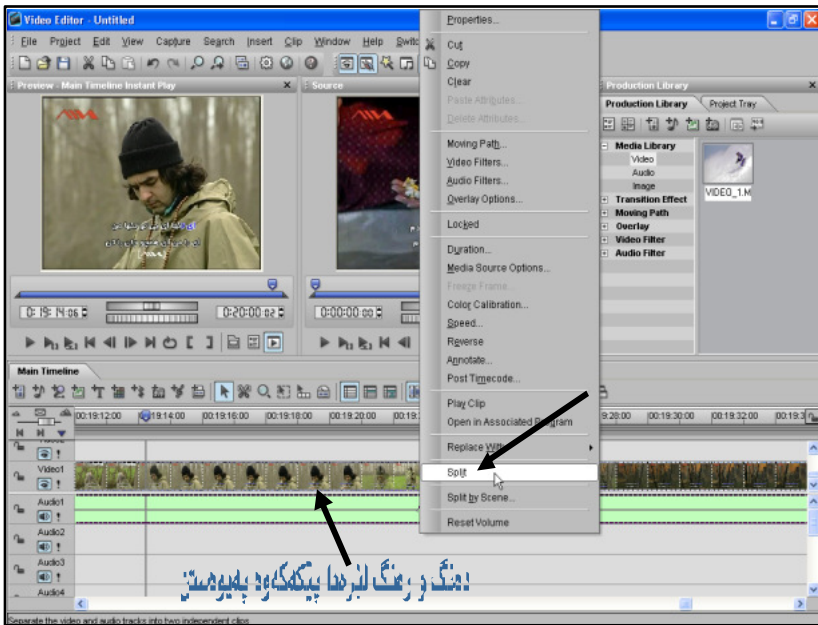 Video Editor - Untitled
File Project Edit View Capture Search Insert Clip Window Help
Preview - Main Timeline Instant Play
Source
Production Library
Production Library Project Tray
Media Library
Video
Audio
Image
Transition Effect
Moving Path
Overlay
Video Filter
Audio Filter
VIDEO_1.M
Properties...
Cut
Copy
Clear
Paste Attributes...
Delete Attributes...
Moving Path...
Video Filters...
Audio Filters...
Overlay Options...
Locked
Duration...
Media Source Options...
Freeze Frame...
Color Calibration...
Speed...
Reverse
Annotate...
Post Timecode...
Play Clip
Open in Associated Program
Replace With
Split
Split by Scene...
Reset Volume
0:19:14:06 0:20:00:02 0:00:00:00
Main Timeline
00:19:12:00 00:19:14:00 00:19:16:00 00:19:18:00 00:19:20:00 00:19: 9:28:00 00:19:30:00 00:19:32:00 00:19:3
Video1
Audio1
Audio2
Audio3
Audio4
دەنگ و رەنگ لێرەدا پێکەکەوە پەیوەستن
Separate the video and audio tracks into two independent clips